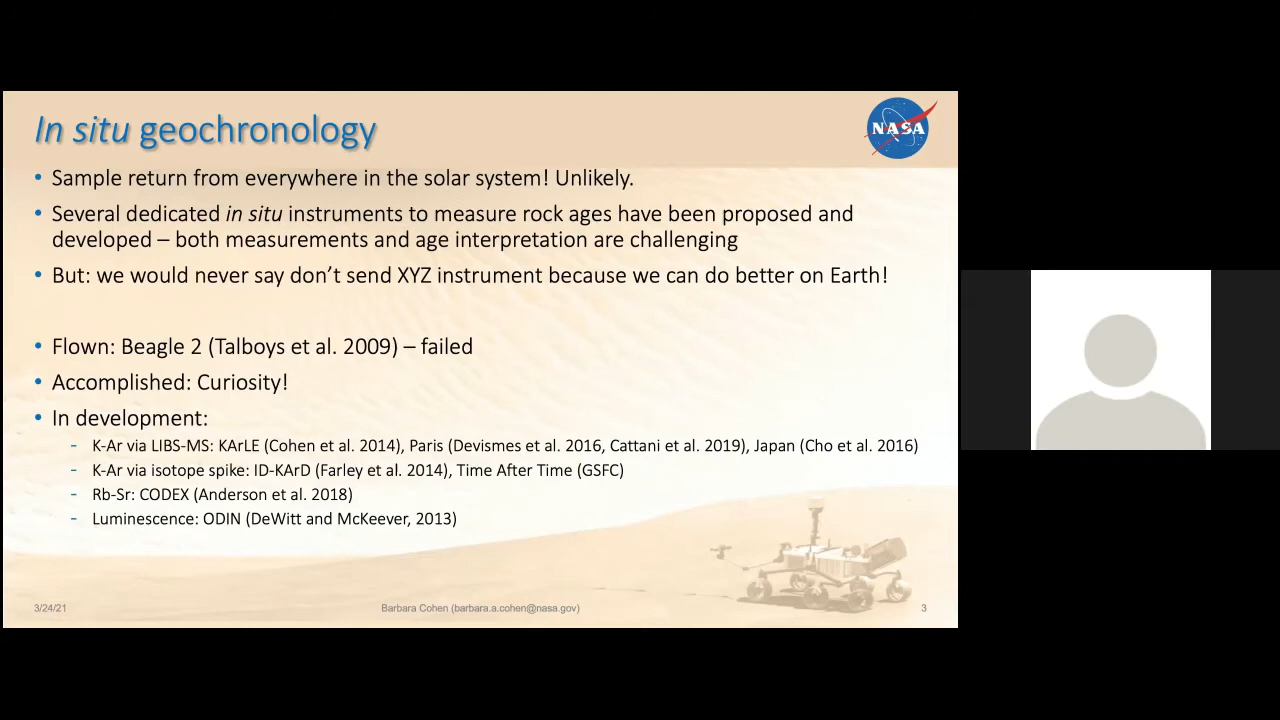 In situ geochronology
NASA
• Sample return from everywhere in the solar system! Unlikely.
• Several dedicated in situ instruments to measure rock ages have been proposed and
developed – both measurements and age interpretation are challenging
• But: we would never say don’t send XYZ instrument because we can do better on Earth!
• Flown: Beagle 2 (Talboys et al. 2009) – failed
• Accomplished: Curiosity!
• In development:
- K-Ar via LIBS-MS: KArLE (Cohen et al. 2014), Paris (Devismes et al. 2016, Cattani et al. 2019), Japan (Cho et al. 2016)
- K-Ar via isotope spike: ID-KArD (Farley et al. 2014), Time After Time (GSFC)
- Rb-Sr: CODEX (Anderson et al. 2018)
- Luminescence: ODIN (DeWitt and McKeever, 2013)
3/24/21
Barbara Cohen (barbara.a.cohen@nasa.gov)
3